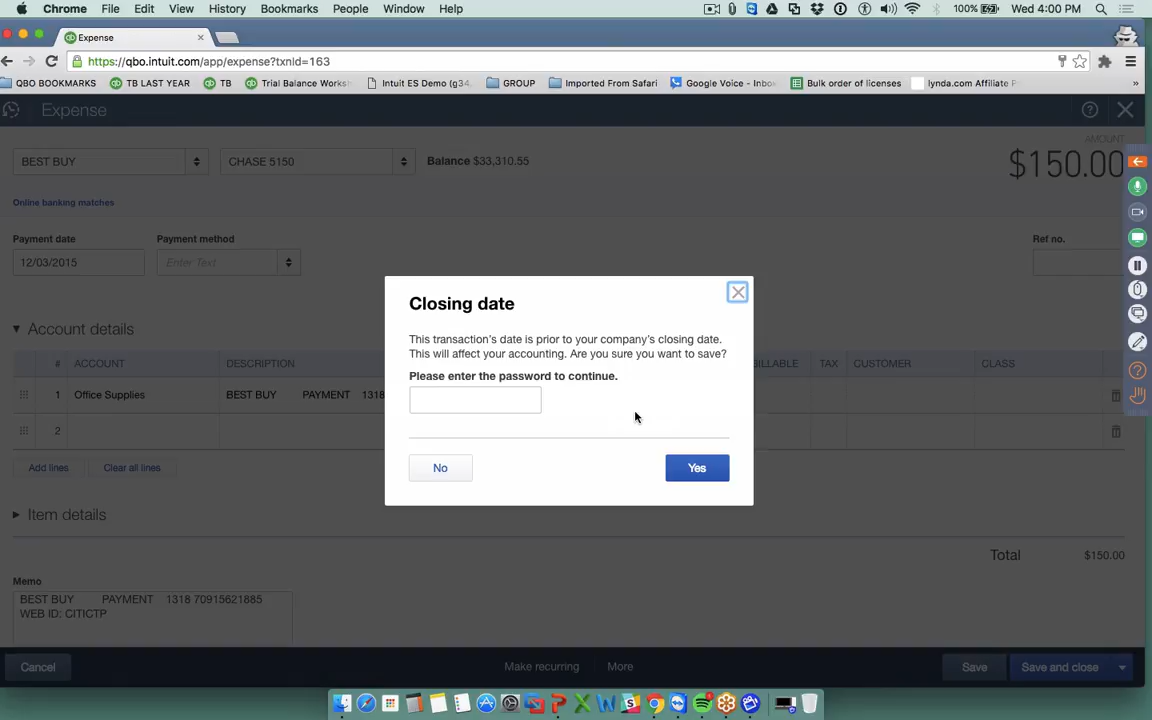 Chrome File Edit View History Bookmarks People Window Help 100% Wed 4:00 PM
Expense
https://qbo.intuit.com/app/expense?txnId=163
QBO BOOKMARKS TB LAST YEAR TB Trial Balance Works Intuit ES Demo (g34. GROUP Imported From Safari Google Voice - Inbo Bulk order of licenses lynda.com Affiliate P »
Expense
AMOUNT
BEST BUY CHASE 5150 Balance $33,310.55 $150.00
Online banking matches
Payment date Payment method Ref no.
12/03/2015 Enter Text
Closing date
This transaction's date is prior to your company's closing date.
This will affect your accounting. Are you sure you want to save?
Please enter the password to continue.
No Yes
Account details
# ACCOUNT DESCRIPTION BILLABLE TAX CUSTOMER CLASS
1 Office Supplies BEST BUY PAYMENT 1318
2
Add lines Clear all lines
Item details
Total $150.00
Memo
BEST BUY PAYMENT 1318 70915621885
WEB ID: CITICTP
Cancel Make recurring More Save Save and close